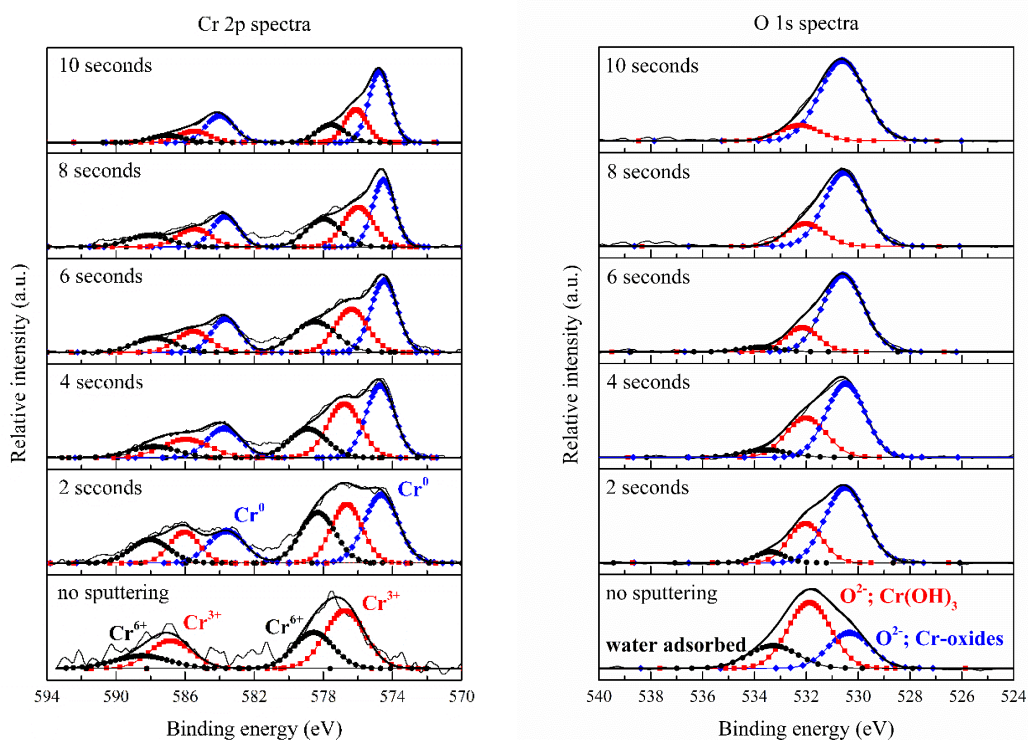 Cr 2p spectra
10 seconds
8 seconds
6 seconds
4 seconds
2 seconds
Cr⁰
Cr⁰
no sputtering
Cr⁶⁺
Cr³⁺
Cr⁶⁺
Cr³⁺
594 590 586 582 578 574 570
Binding energy (eV)
Relative intensity (a.u.)
O 1s spectra
10 seconds
8 seconds
6 seconds
4 seconds
2 seconds
no sputtering
O²⁻; Cr(OH)₃
water adsorbed
O²⁻; Cr-oxides
540 538 536 534 532 530 528 526 524
Binding energy (eV)
Relative intensity (a.u.)